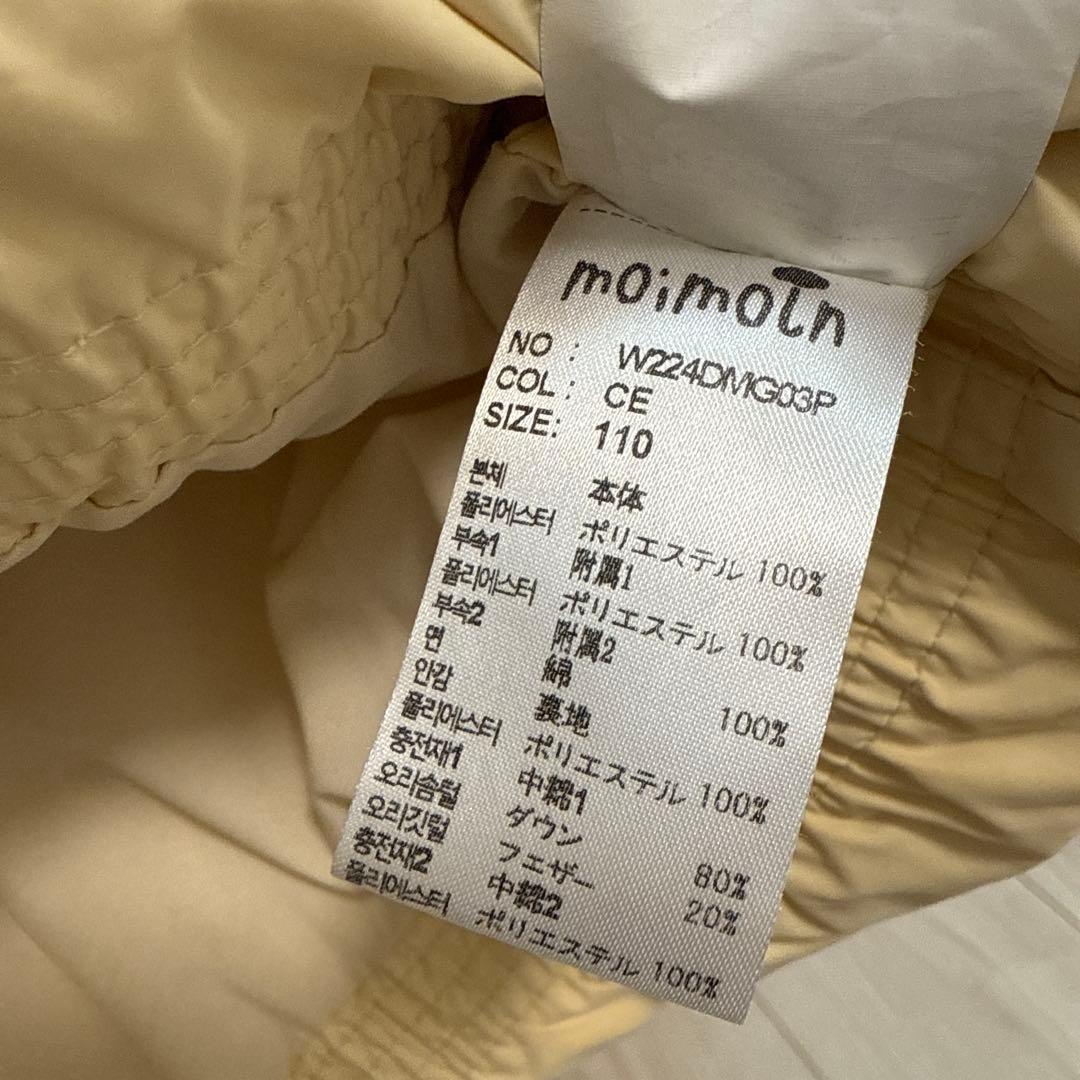 moimoln
NO : W224DMG03P
COL : CE
SIZE: 110
본체 本体
폴리에스터 ポリエステル 100%
부속1 附属1
폴리에스터 ポリエステル 100%
부속2 附属2
면 綿 100%
안감 裏地
폴리에스터 ポリエステル 100%
충전재1 中綿1
오리솜털 ダウン 80%
오리깃털 フェザー 20%
충전재2 中綿2
폴리에스터 ポリエステル 100%